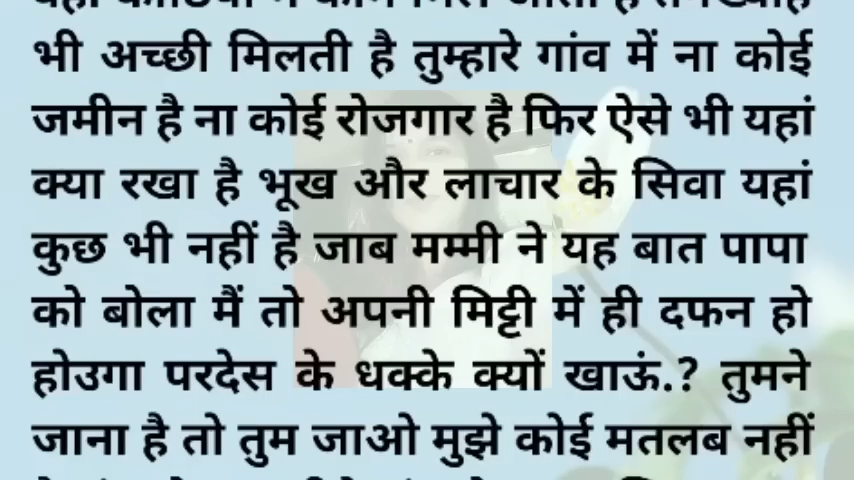 भी अच्छी मिलती है तुम्हारे गांव में ना कोई
जमीन है ना कोई रोजगार है फिर ऐसे भी यहां
क्या रखा है भूख और लाचार के सिवा यहां
कुछ भी नहीं है जाब मम्मी ने यह बात पापा
को बोला मैं तो अपनी मिट्टी में ही दफन हो
होउगा परदेस के धक्के क्यों खाऊं.? तुमने
जाना है तो तुम जाओ मुझे कोई मतलब नहीं